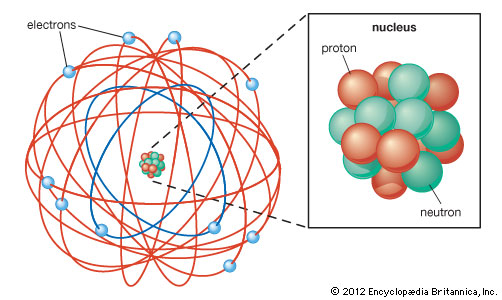 electrons
nucleus
proton
neutron
© 2012 Encyclopædia Britannica, Inc.